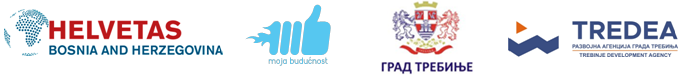 HELVETAS
BOSNIA AND HERZEGOVINA
moja budućnost
ГРАД ТРЕБИЊЕ
TREDEA
РАЗВОЈНА АГЕНЦИЈА ГРАДА ТРЕБИЊА
TREBINJE DEVELOPMENT AGENCY